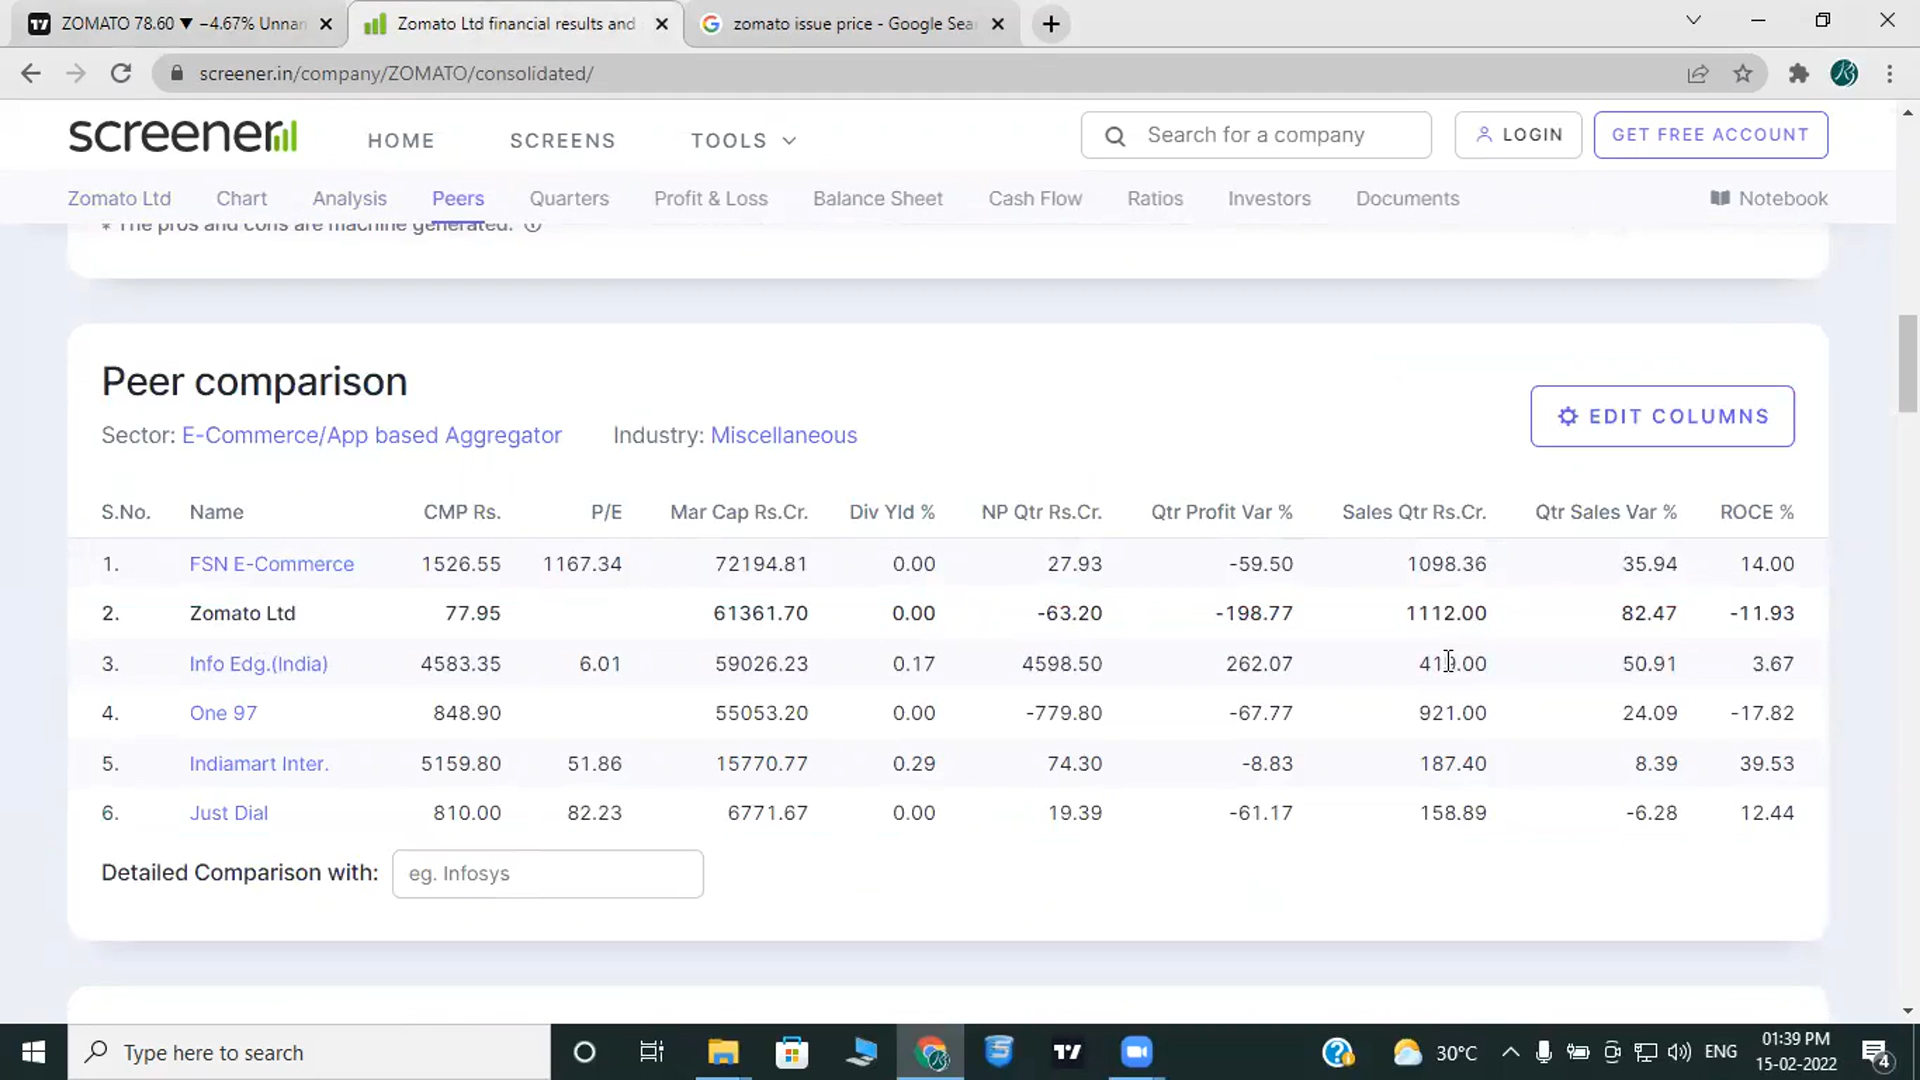 ZOMATO 78.60 ▼ −4.67% Unnan
Zomato Ltd financial results and
zomato issue price - Google Sea
screener.in/company/ZOMATO/consolidated/
screener
HOME
SCREENS
TOOLS
Search for a company
LOGIN
GET FREE ACCOUNT
Zomato Ltd Chart Analysis Peers Quarters Profit & Loss Balance Sheet Cash Flow Ratios Investors Documents Notebook
* The pros and cons are machine generated.
Peer comparison
EDIT COLUMNS
Sector: E-Commerce/App based Aggregator Industry: Miscellaneous
S.No. Name CMP Rs. P/E Mar Cap Rs.Cr. Div Yld % NP Qtr Rs.Cr. Qtr Profit Var % Sales Qtr Rs.Cr. Qtr Sales Var % ROCE %
1. FSN E-Commerce 1526.55 1167.34 72194.81 0.00 27.93 -59.50 1098.36 35.94 14.00
2. Zomato Ltd 77.95 61361.70 0.00 -63.20 -198.77 1112.00 82.47 -11.93
3. Info Edg.(India) 4583.35 6.01 59026.23 0.17 4598.50 262.07 50.91 3.67
4. One 97 848.90 55053.20 0.00 -779.80 -67.77 921.00 24.09 -17.82
5. Indiamart Inter. 5159.80 51.86 15770.77 0.29 74.30 -8.83 187.40 8.39 39.53
6. Just Dial 810.00 82.23 6771.67 0.00 19.39 -61.17 158.89 -6.28 12.44
Detailed Comparison with: eg. Infosys
Type here to search
30°C
ENG
01:39 PM
15-02-2022
4